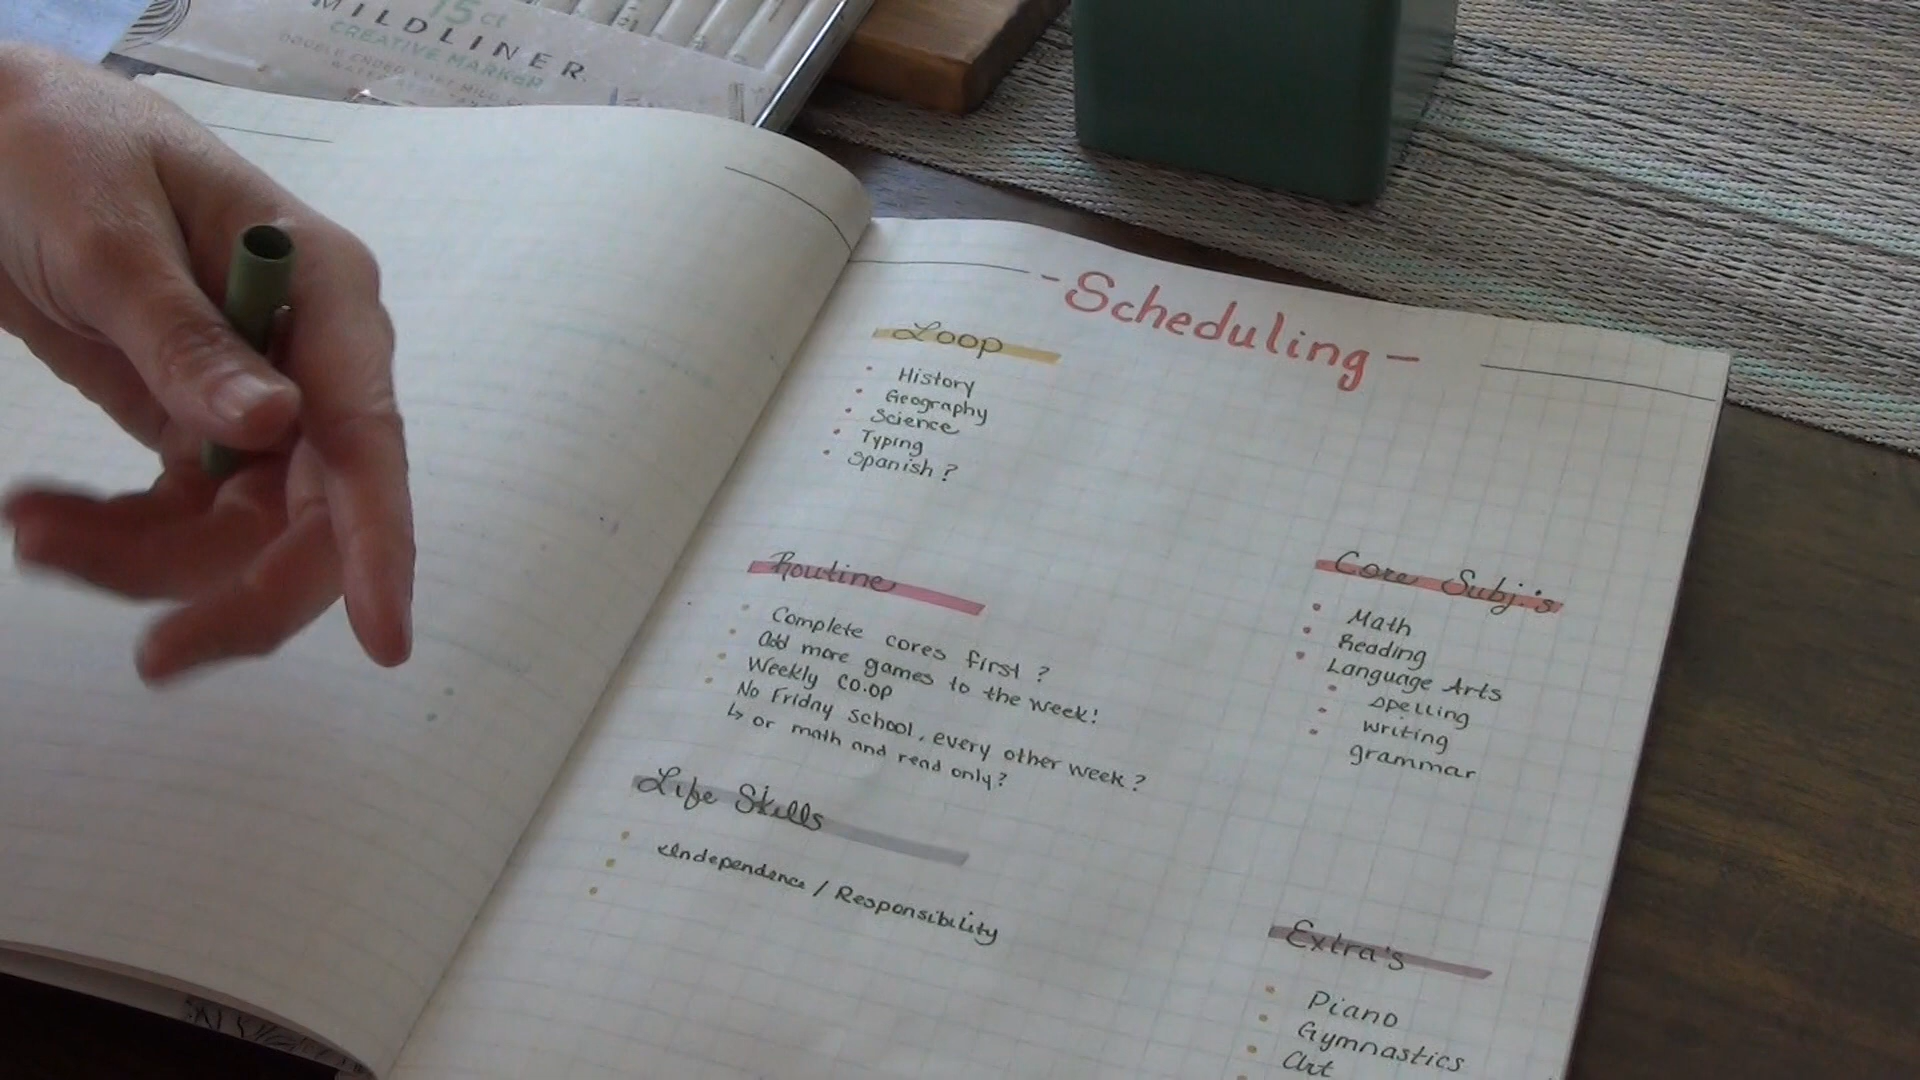 15ct
MILDLINER
CREATIVE MARKER
- Scheduling -
Loop
History
Geography
Science
Typing
Spanish ?
Routine
Complete cores first ?
Add more games to the week!
Weekly CO.OP
No Friday school, every other week ?
↳ or math and read only?
Life Skills
Independence / Responsibility
Core Subj.'s
Math
Reading
Language Arts
spelling
writing
grammar
Extra's
Piano
Gymnastics
Art